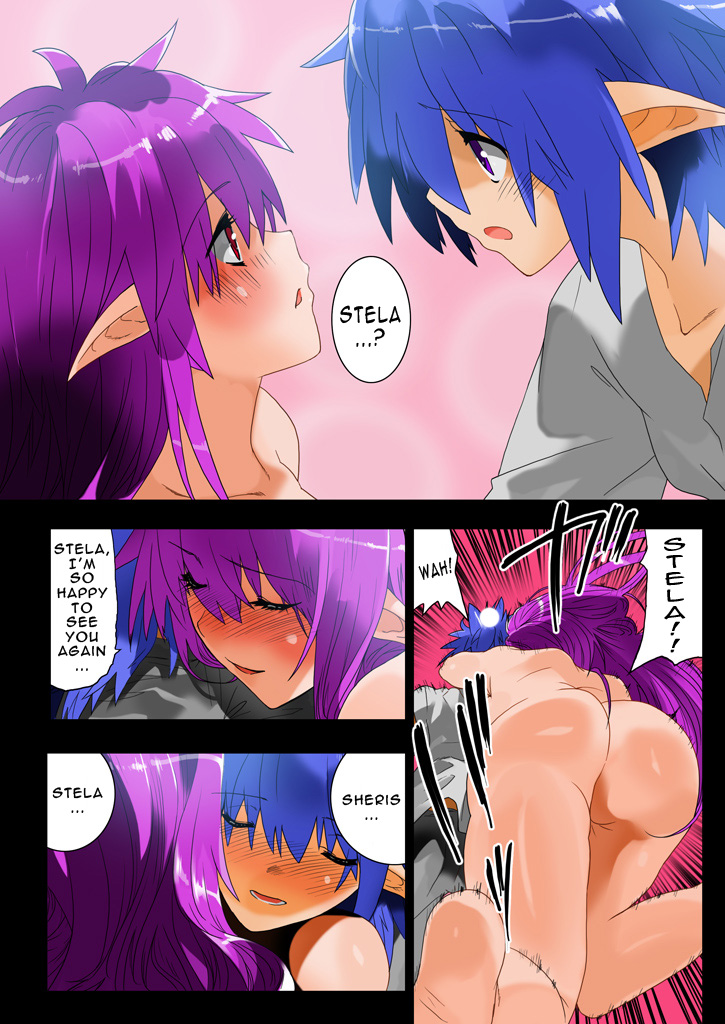 STELA
...?
STELA,
I'M
SO
HAPPY
TO
SEE
YOU
AGAIN
...
WAH!
STELA!!
STELA
...
SHERIS
...